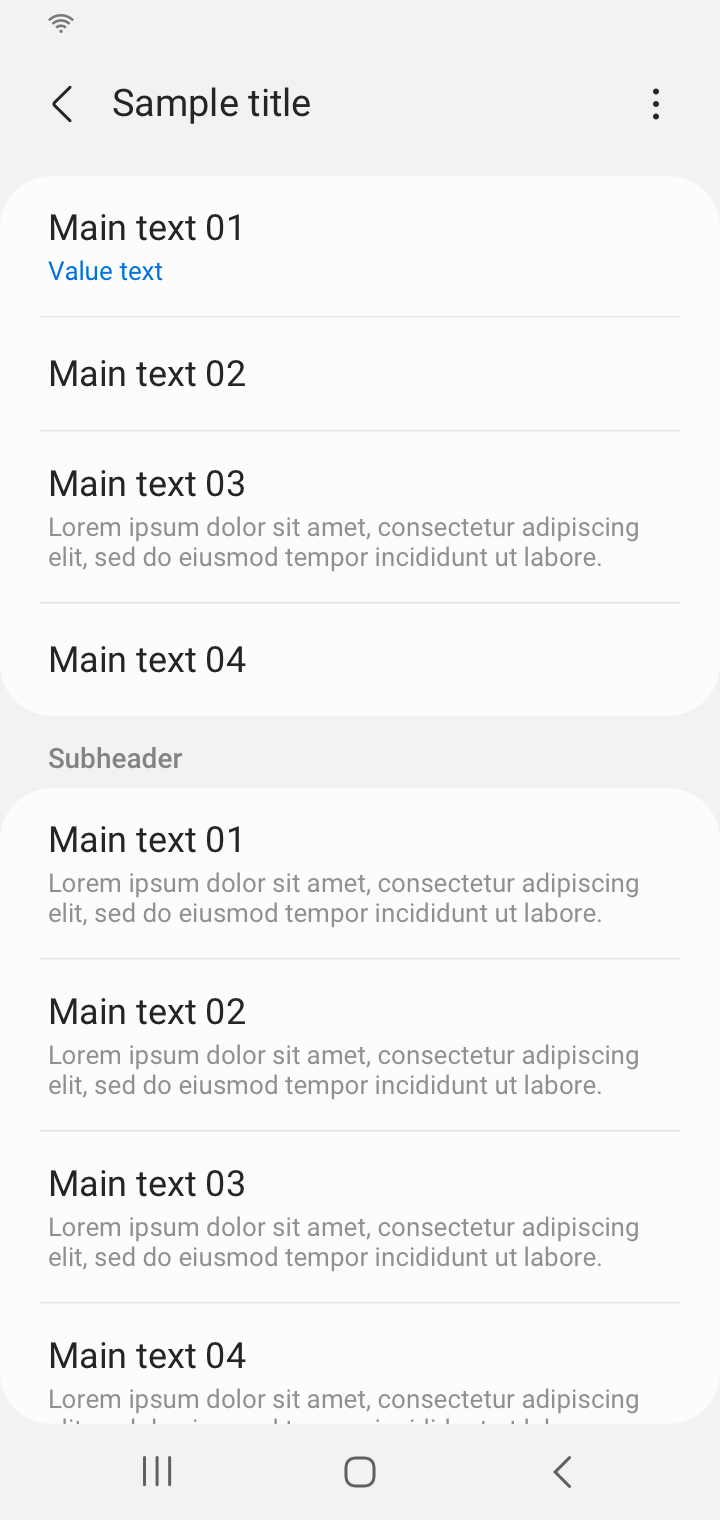 Sample title
Main text 01
Value text
Main text 02
Main text 03
Lorem ipsum dolor sit amet, consectetur adipiscing
elit, sed do eiusmod tempor incididunt ut labore.
Main text 04
Subheader
Main text 01
Lorem ipsum dolor sit amet, consectetur adipiscing
elit, sed do eiusmod tempor incididunt ut labore.
Main text 02
Lorem ipsum dolor sit amet, consectetur adipiscing
elit, sed do eiusmod tempor incididunt ut labore.
Main text 03
Lorem ipsum dolor sit amet, consectetur adipiscing
elit, sed do eiusmod tempor incididunt ut labore.
Main text 04
Lorem ipsum dolor sit amet, consectetur adipiscing